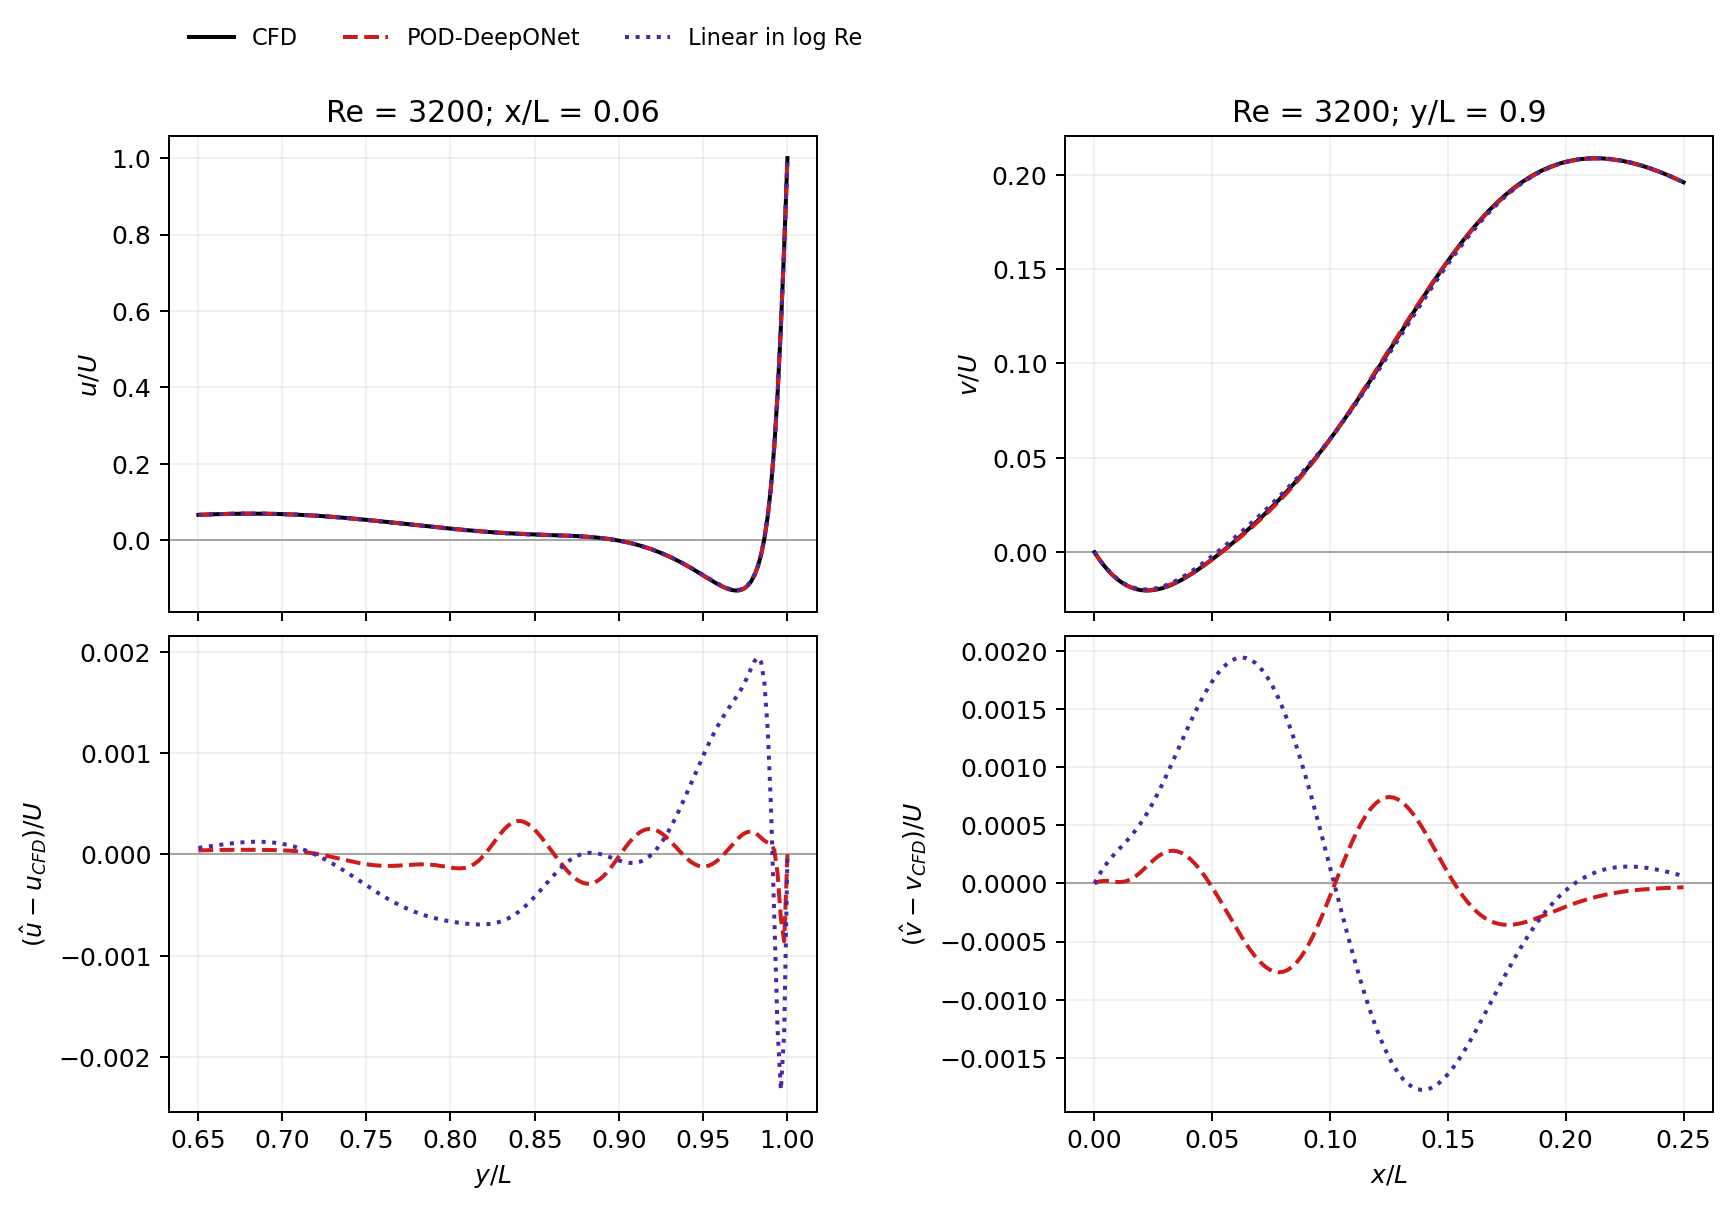 CFD POD-DeepONet Linear in log Re
Re = 3200; x/L = 0.06
1.0
0.8
0.6
0.4
0.2
0.0
u/U
Re = 3200; y/L = 0.9
0.20
0.15
0.10
0.05
0.00
v/U
0.002
0.001
0.000
−0.001
−0.002
(û − u_CFD)/U
0.65 0.70 0.75 0.80 0.85 0.90 0.95 1.00
y/L
0.0020
0.0015
0.0010
0.0005
0.0000
−0.0005
−0.0010
−0.0015
(v̂ − v_CFD)/U
0.00 0.05 0.10 0.15 0.20 0.25
x/L